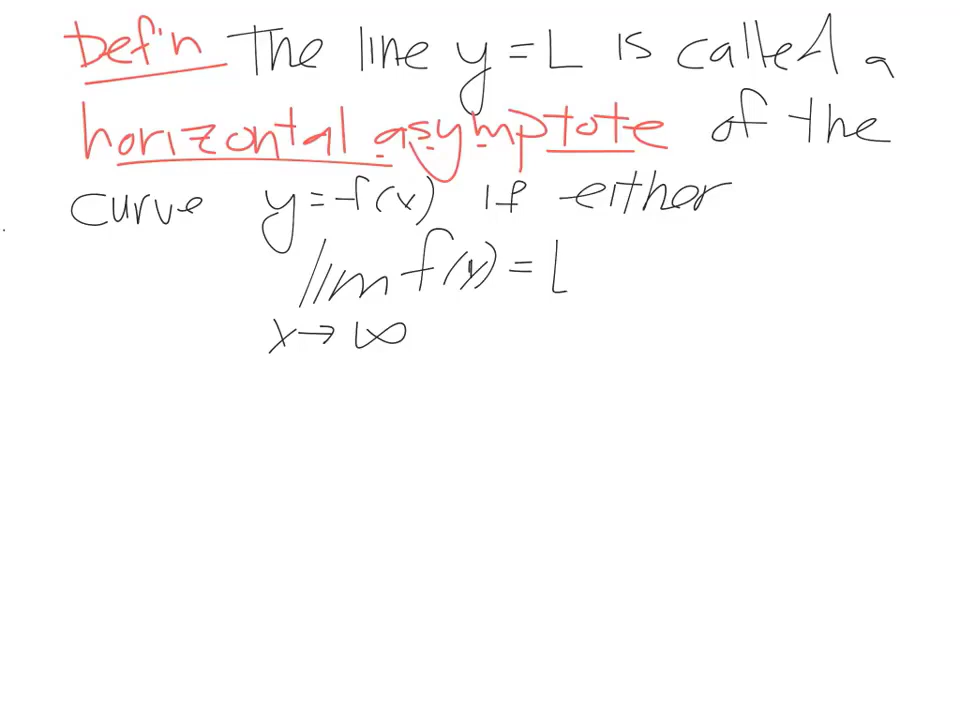 Def'n The line y = L is called a
horizontal asymptote of the
curve y = f(x) if either
lim f(x) = L
x → ∞